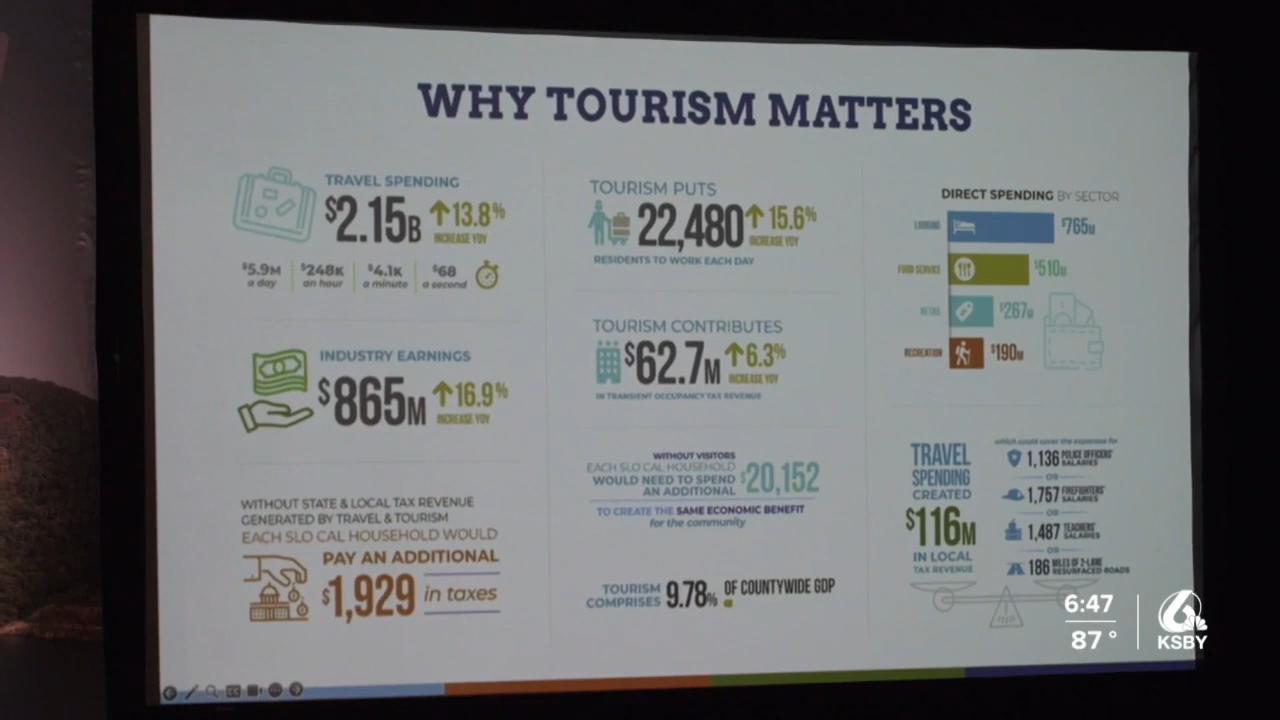 WHY TOURISM MATTERS
TRAVEL SPENDING
$2.15B ↑13.8%
INCREASE YOY
$5.9M a day
$248K an hour
$4.1K a minute
$68 a second
INDUSTRY EARNINGS
$865M ↑16.9%
INCREASE YOY
WITHOUT STATE & LOCAL TAX REVENUE
GENERATED BY TRAVEL & TOURISM
EACH SLO CAL HOUSEHOLD WOULD
PAY AN ADDITIONAL
$1,929 in taxes
TOURISM PUTS
22,480 ↑15.6%
INCREASE YOY
RESIDENTS TO WORK EACH DAY
TOURISM CONTRIBUTES
$62.7M ↑6.3%
INCREASE YOY
IN TRANSIENT OCCUPANCY TAX REVENUE
WITHOUT VISITORS
EACH SLO CAL HOUSEHOLD
WOULD NEED TO SPEND
AN ADDITIONAL
$20,152
TO CREATE THE SAME ECONOMIC BENEFIT
for the community
TOURISM
COMPRISES
9.78%
OF COUNTYWIDE GDP
DIRECT SPENDING BY SECTOR
LODGING $765M
FOOD SERVICE $510M
RETAIL $267M
RECREATION $190M
TRAVEL
SPENDING
CREATED
$116M
IN LOCAL
TAX REVENUE
which could cover the expenses for
1,136 POLICE OFFICERS'
SALARIES
OR
1,757 FIREFIGHTERS'
SALARIES
OR
1,487 TEACHERS'
SALARIES
OR
186 MILES OF 2-LANE
RESURFACED ROADS
6:47
87°
6
KSBY